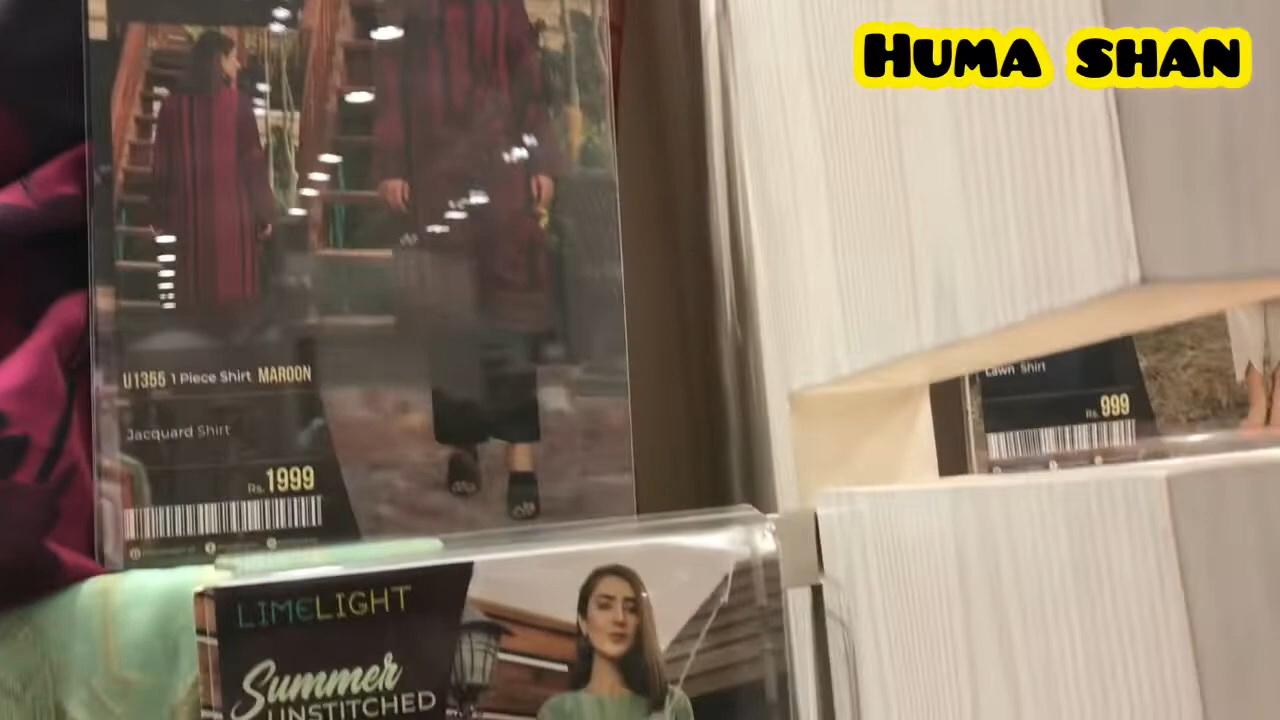 HUMA SHAN
U1355 1 Piece Shirt MAROON
Jacquard Shirt
Rs. 1999
Lawn Shirt
Rs. 999
LIMELIGHT
Summer
UNSTITCHED